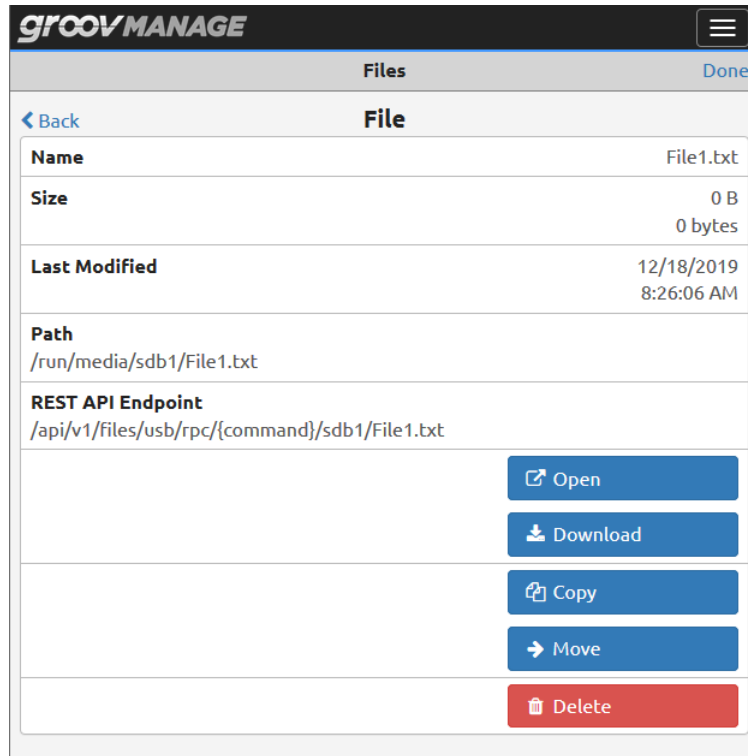 groov MANAGE
Files
Done
Back
File
Name
File1.txt
Size
0 B
0 bytes
Last Modified
12/18/2019
8:26:06 AM
Path
/run/media/sdb1/File1.txt
REST API Endpoint
/api/v1/files/usb/rpc/{command}/sdb1/File1.txt
Open
Download
Copy
Move
Delete